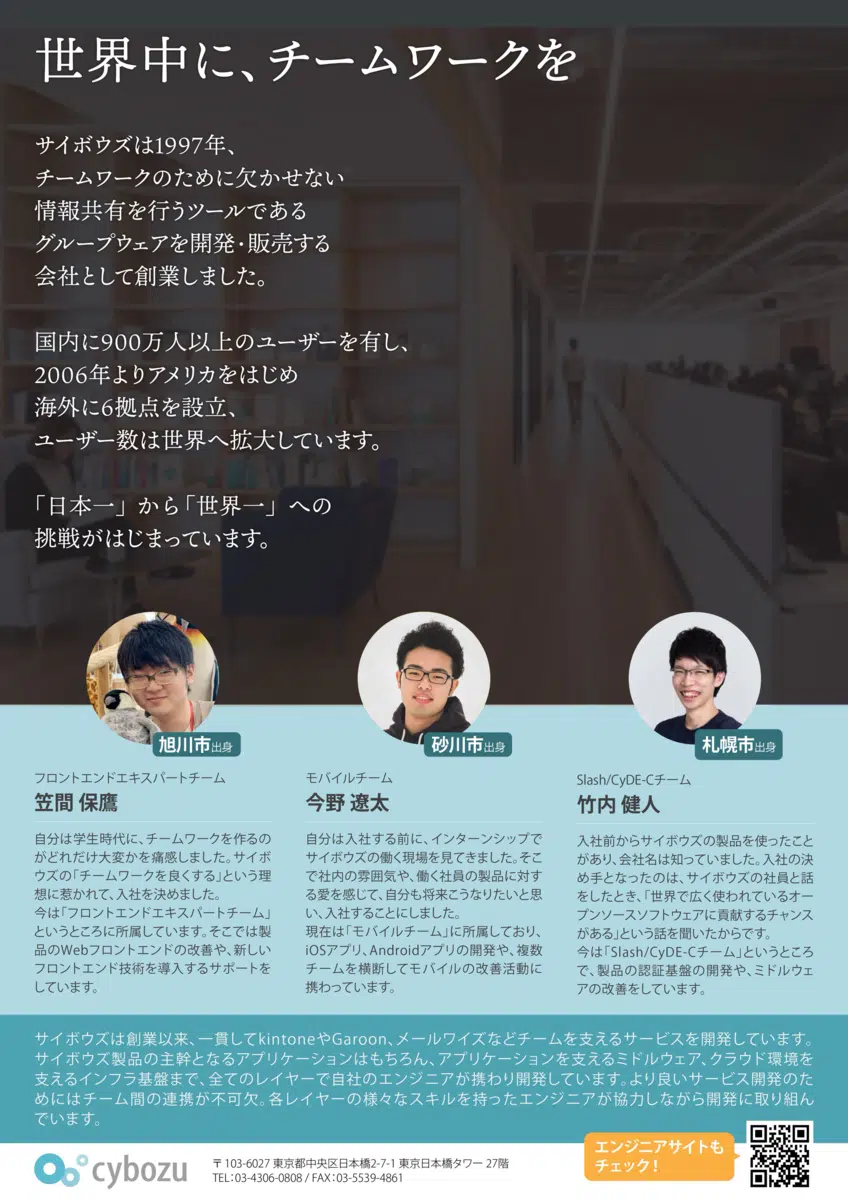 世界中に、チームワークを
サイボウズは1997年、
チームワークのために欠かせない
情報共有を行うツールである
グループウェアを開発・販売する
会社として創業しました。
国内に900万人以上のユーザーを有し、
2006年よりアメリカをはじめ
海外に6拠点を設立、
ユーザー数は世界へ拡大しています。
「日本一」から「世界一」への
挑戦がはじまっています。
旭川市出身
フロントエンドエキスパートチーム
笠間 保鷹
自分は学生時代に、チームワークを作るの
がどれだけ大変かを痛感しました。サイボ
ウズの「チームワークを良くする」という理
想に惹かれて、入社を決めました。
今は「フロントエンドエキスパートチーム」
というところに所属しています。そこでは製
品のWebフロントエンドの改善や、新しい
フロントエンド技術を導入するサポートを
しています。
砂川市出身
モバイルチーム
今野 遼太
自分は入社する前に、インターンシップで
サイボウズの働く現場を見てきました。そこ
で社内の雰囲気や、働く社員の製品に対す
る愛を感じて、自分も将来こうなりたいと思
い、入社することにしました。
現在は「モバイルチーム」に所属しており、
iOSアプリ、Androidアプリの開発や、複数
チームを横断してモバイルの改善活動に
携わっています。
札幌市出身
Slash/CyDE-Cチーム
竹内 健人
入社前からサイボウズの製品を使ったこと
があり、会社名は知っていました。入社の決
め手となったのは、サイボウズの社員と話
をしたとき、「世界で広く使われているオー
プンソースソフトウェアに貢献するチャンス
がある」という話を聞いたからです。
今は「Slash/CyDE-Cチーム」というところ
で、製品の認証基盤の開発や、ミドルウェ
アの改善をしています。
サイボウズは創業以来、一貫してkintoneやGaroon、メールワイズなどチームを支えるサービスを開発しています。
サイボウズ製品の主幹となるアプリケーションはもちろん、アプリケーションを支えるミドルウェア、クラウド環境を
支えるインフラ基盤まで、全てのレイヤーで自社のエンジニアが携わり開発しています。より良いサービス開発のた
めにはチーム間の連携が不可欠。各レイヤーの様々なスキルを持ったエンジニアが協力しながら開発に取り組ん
でいます。
cybozu
〒103-6027 東京都中央区日本橋2-7-1 東京日本橋タワー 27階
TEL：03-4306-0808 / FAX：03-5539-4861
エンジニアサイトも
チェック！